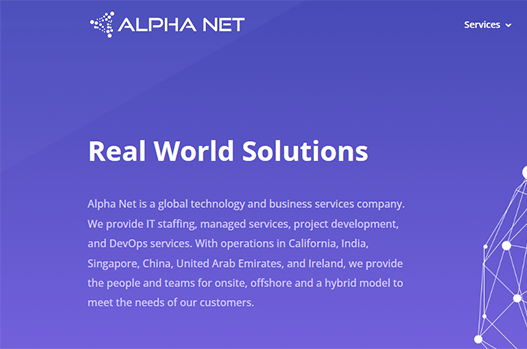 ALPHA NET
Services
Real World Solutions
Alpha Net is a global technology and business services company.
We provide IT staffing, managed services, project development,
and DevOps services. With operations in California, India,
Singapore, China, United Arab Emirates, and Ireland, we provide
the people and teams for onsite, offshore and a hybrid model to
meet the needs of our customers.